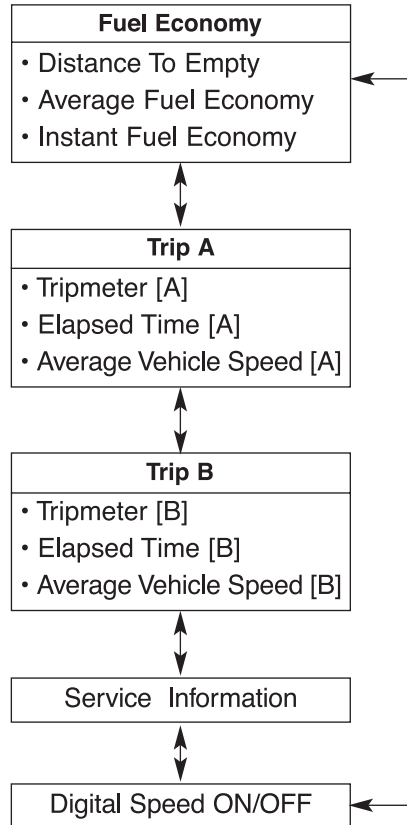 Fuel Economy
• Distance To Empty
• Average Fuel Economy
• Instant Fuel Economy
Trip A
• Tripmeter [A]
• Elapsed Time [A]
• Average Vehicle Speed [A]
Trip B
• Tripmeter [B]
• Elapsed Time [B]
• Average Vehicle Speed [B]
Service Information
Digital Speed ON/OFF